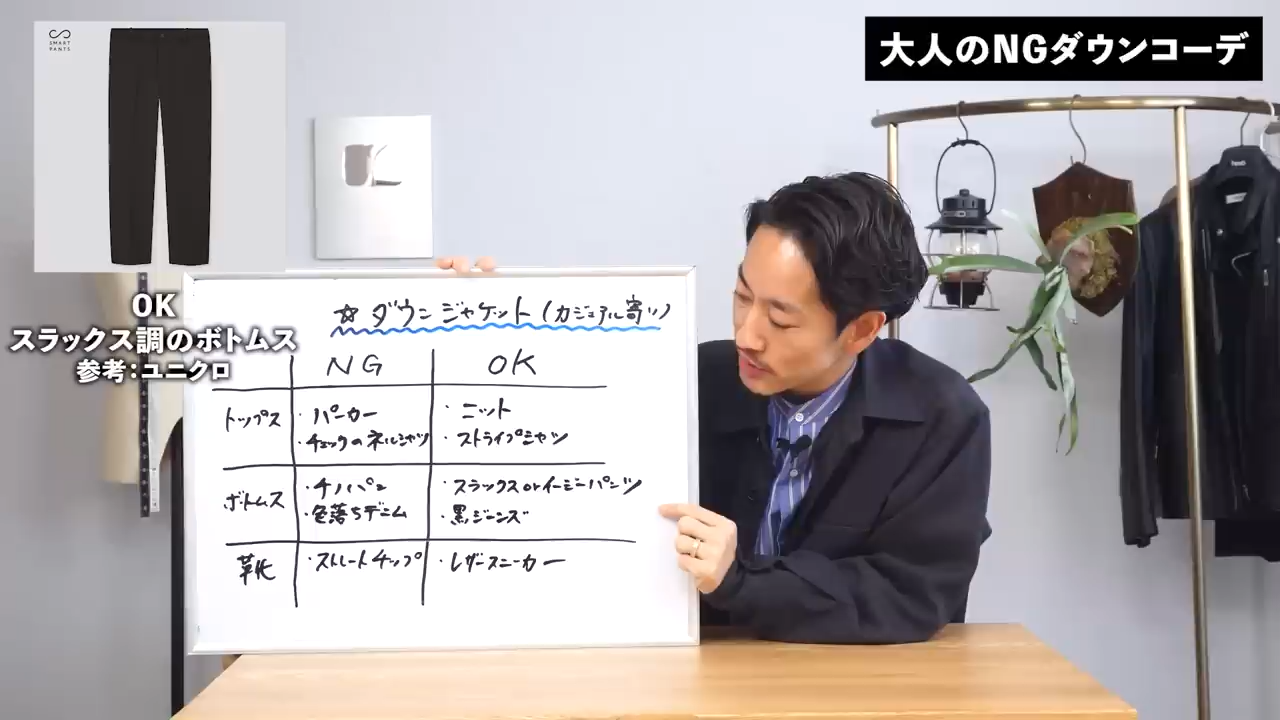 SMART
PANTS
大人のNGダウンコーデ
OK
スラックス調のボトムス
参考：ユニクロ
☆ダウンジャケット(カジュアル寄り)
NG OK
トップス
・パーカー
・チェックのネルシャツ
・ニット
・ストライプシャツ
ボトムス
・チノパン
・色落ちデニム
・スラックスorイージーパンツ
・黒ジーンズ
靴
・ストレートチップ
・レザースニーカー